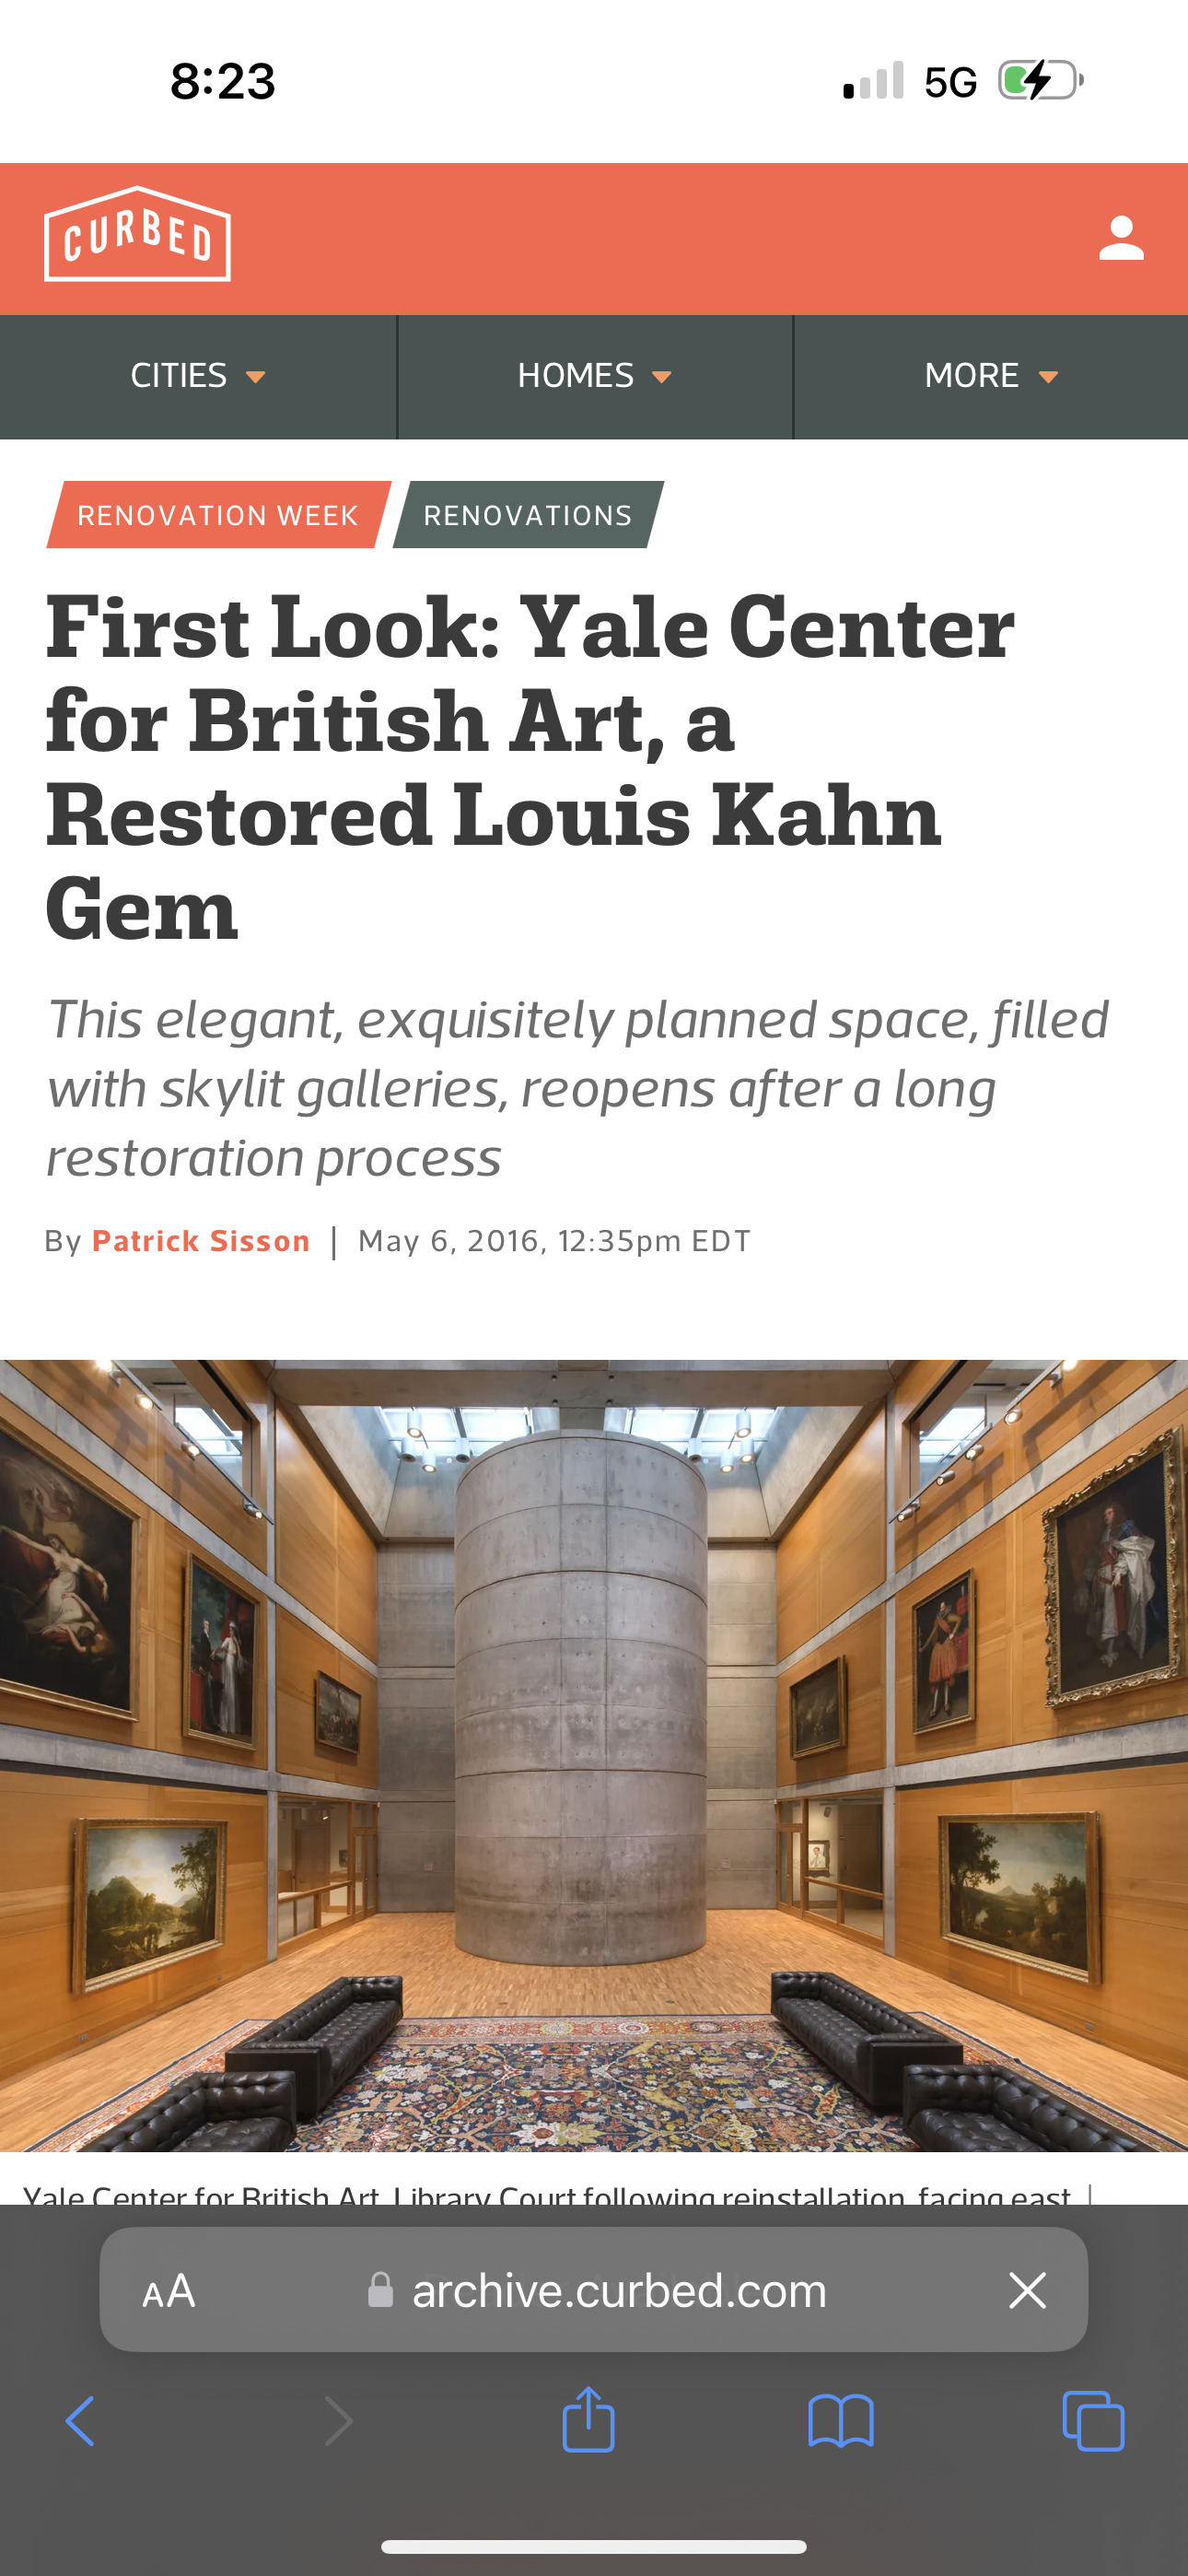 8:23
5G
CURBED
CITIES
HOMES
MORE
RENOVATION WEEK
RENOVATIONS
First Look: Yale Center
for British Art, a
Restored Louis Kahn
Gem
This elegant, exquisitely planned space, filled
with skylit galleries, reopens after a long
restoration process
By Patrick Sisson | May 6, 2016, 12:35pm EDT
Yale Center for British Art, Library Court following reinstallation, facing east |
AA
archive.curbed.com